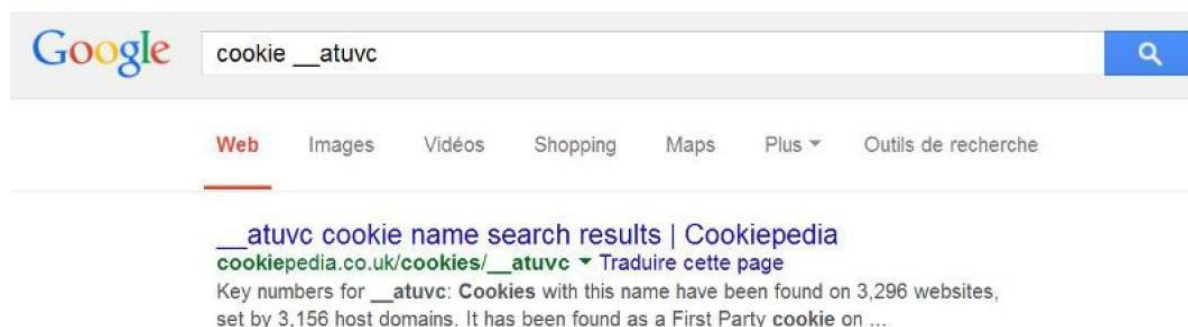 Google cookie __atuvc
Web Images Vidéos Shopping Maps Plus Outils de recherche
__atuvc cookie name search results | Cookiepedia
cookiepedia.co.uk/cookies/__atuvc Traduire cette page
Key numbers for __atuvc: Cookies with this name have been found on 3,296 websites,
set by 3,156 host domains. It has been found as a First Party cookie on ...